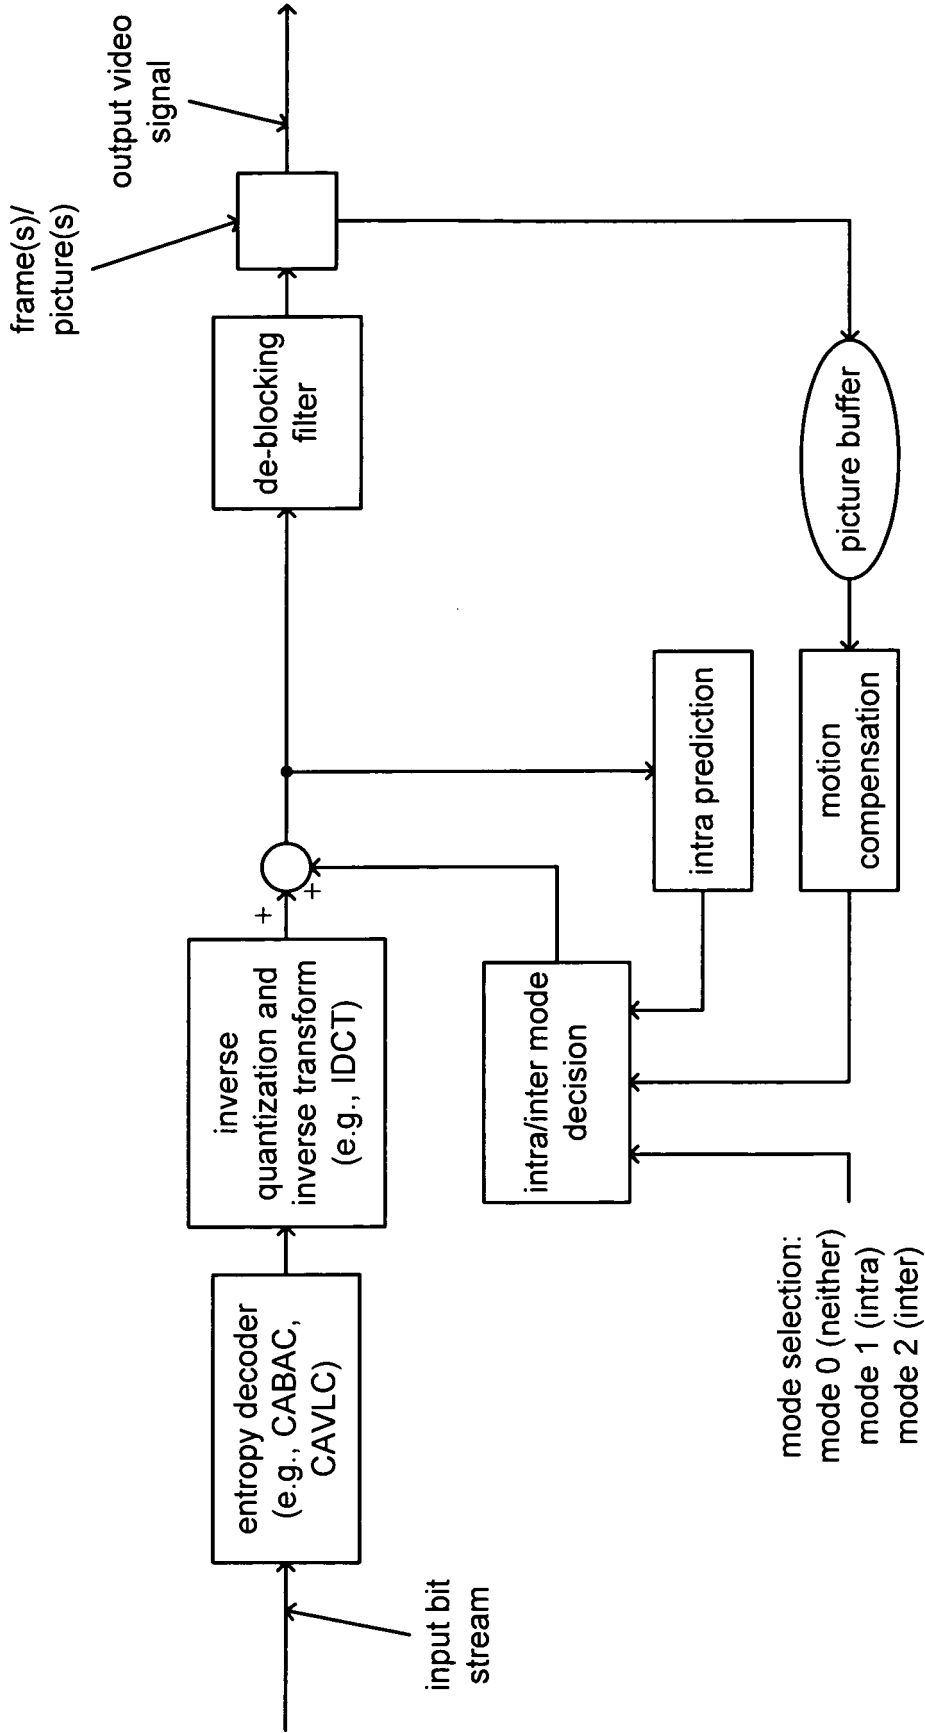 input bit
stream
entropy decoder
(e.g., CABAC,
CAVLC)
inverse
quantization and
inverse transform
(e.g., IDCT)
+
+
de-blocking
filter
frame(s)/
picture(s)
output video
signal
intra/inter mode
decision
intra prediction
motion
compensation
picture buffer
mode selection:
mode 0 (neither)
mode 1 (intra)
mode 2 (inter)